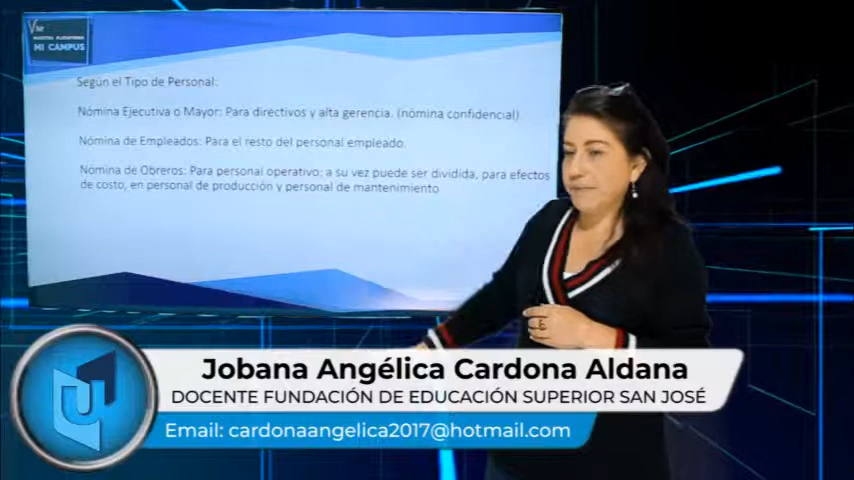 MI CAMPUS
Según el Tipo de Personal:
Nómina Ejecutiva o Mayor: Para directivos y alta gerencia. (nómina confidencial)
Nómina de Empleados: Para el resto del personal empleado.
Nómina de Obreros: Para personal operativo; a su vez puede ser dividida, para efectos
de costo, en personal de producción y personal de mantenimiento
Jobana Angélica Cardona Aldana
DOCENTE FUNDACIÓN DE EDUCACIÓN SUPERIOR SAN JOSÉ
Email: cardonaangelica2017@hotmail.com